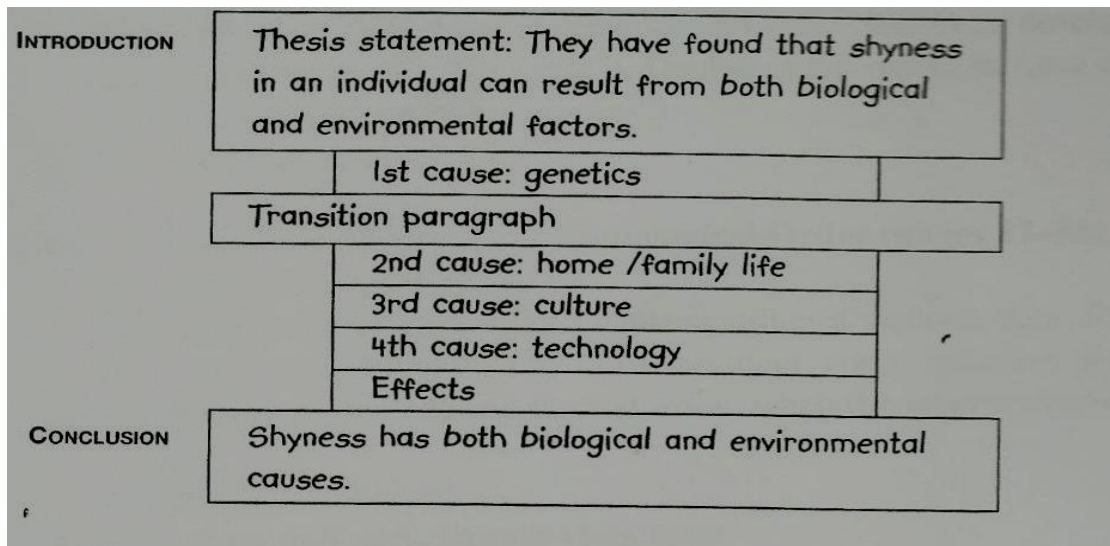 INTRODUCTION
Thesis statement: They have found that shyness
in an individual can result from both biological
and environmental factors.
1st cause: genetics
Transition paragraph
2nd cause: home /family life
3rd cause: culture
4th cause: technology
Effects
CONCLUSION
Shyness has both biological and environmental
causes.